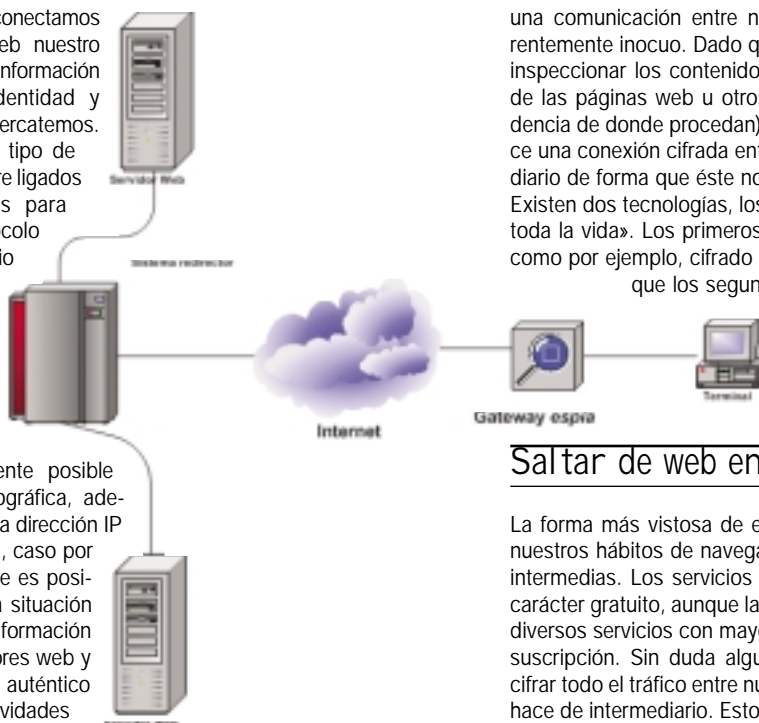 conectamos
eb nuestro
nformación
dentidad y
ercatemos.
tipo de
re ligados
s para
ocolo
io
Servidor Web
Sistema redirector
Internet
Gateway espía
Terminal
ente posible
ográfica, ade-
a dirección IP
, caso por
e es posi-
a situación
formación
ores web y
auténtico
vidades
Servidor Web
una comunicación entre n
rentemente inocuo. Dado q
inspeccionar los contenido
de las páginas web u otros
dencia de donde procedan)
ce una conexión cifrada ent
diario de forma que éste no
Existen dos tecnologías, los
toda la vida». Los primeros
como por ejemplo, cifrado
que los segun
Saltar de web en
La forma más vistosa de e
nuestros hábitos de navega
intermedias. Los servicios
carácter gratuito, aunque la
diversos servicios con mayo
suscripción. Sin duda algu
cifrar todo el tráfico entre nu
hace de intermediario. Esto